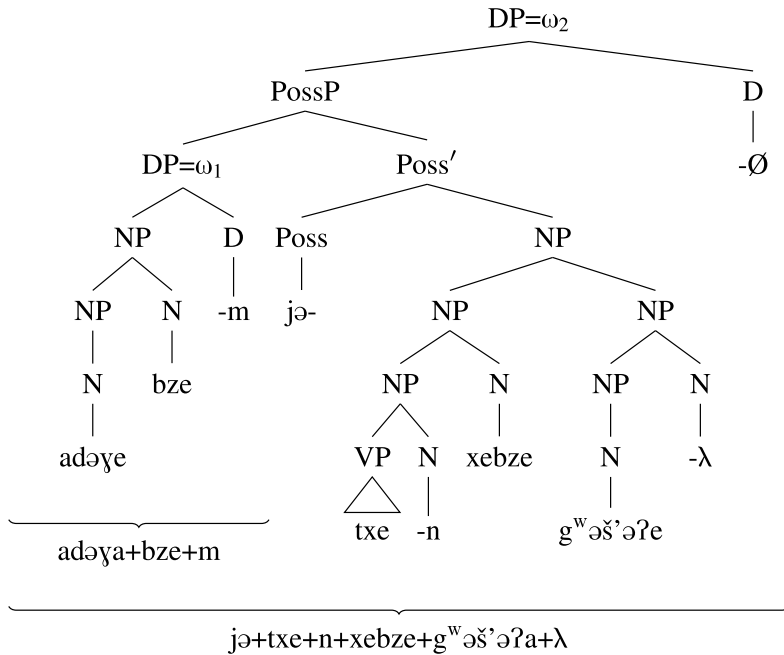 DP=ω₂
PossP D
DP=ω₁ Poss′ -Ø
NP D Poss NP
NP N -m jə- NP NP
N bze NP N NP N
adəɣe VP N xebze N -λ
txe -n gʷəš’əʔe
adəɣa+bze+m
jə+txe+n+xebze+gʷəš’əʔa+λ